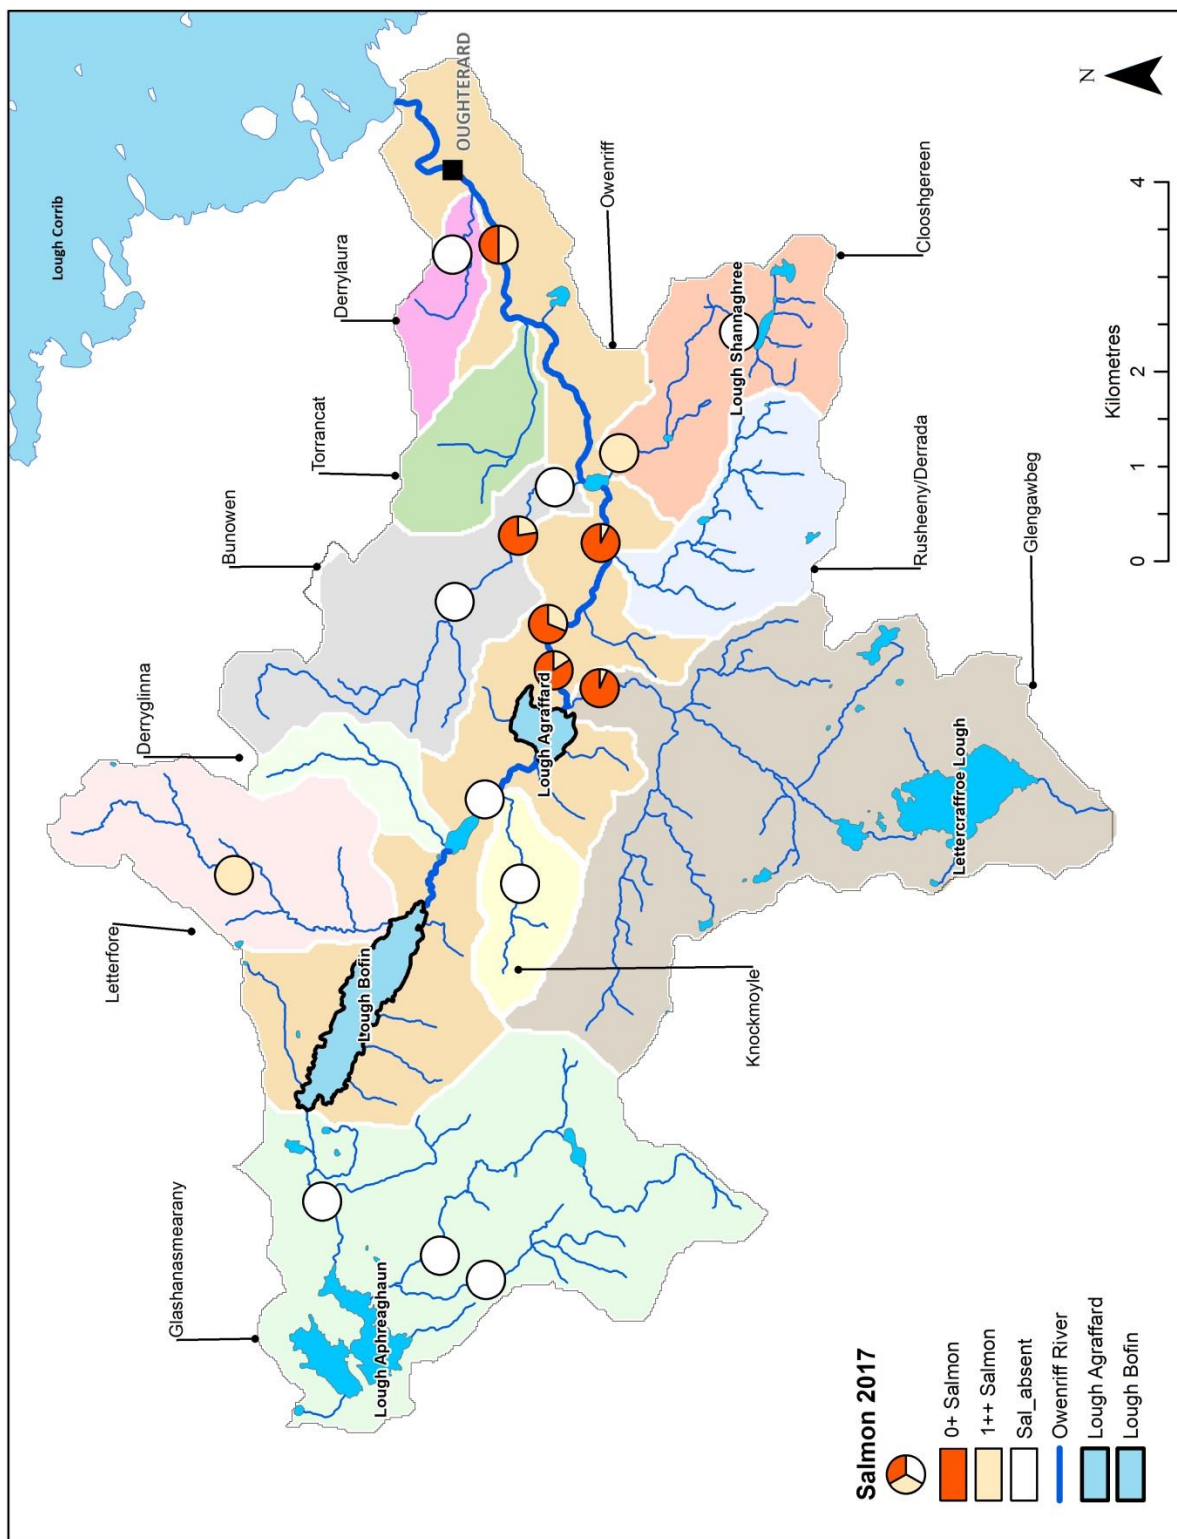 Lough Corrib
OUGHTERARD
N
Derrylaura
Owenriff
Clooshgereen
Torrancat
Lough Shannaghree
Bunowen
Rusheeny/Derrada
Derryglinna
Glengawbeg
Lough Agraffard
Lettercraffroe Lough
Letterfore
Lough Bofin
Knockmoyle
Glashanasmearany
Lough Aphreaghaun
0 1 2 4
Kilometres
Salmon 2017
0+ Salmon
1++ Salmon
Sal_absent
Owenriff River
Lough Agraffard
Lough Bofin